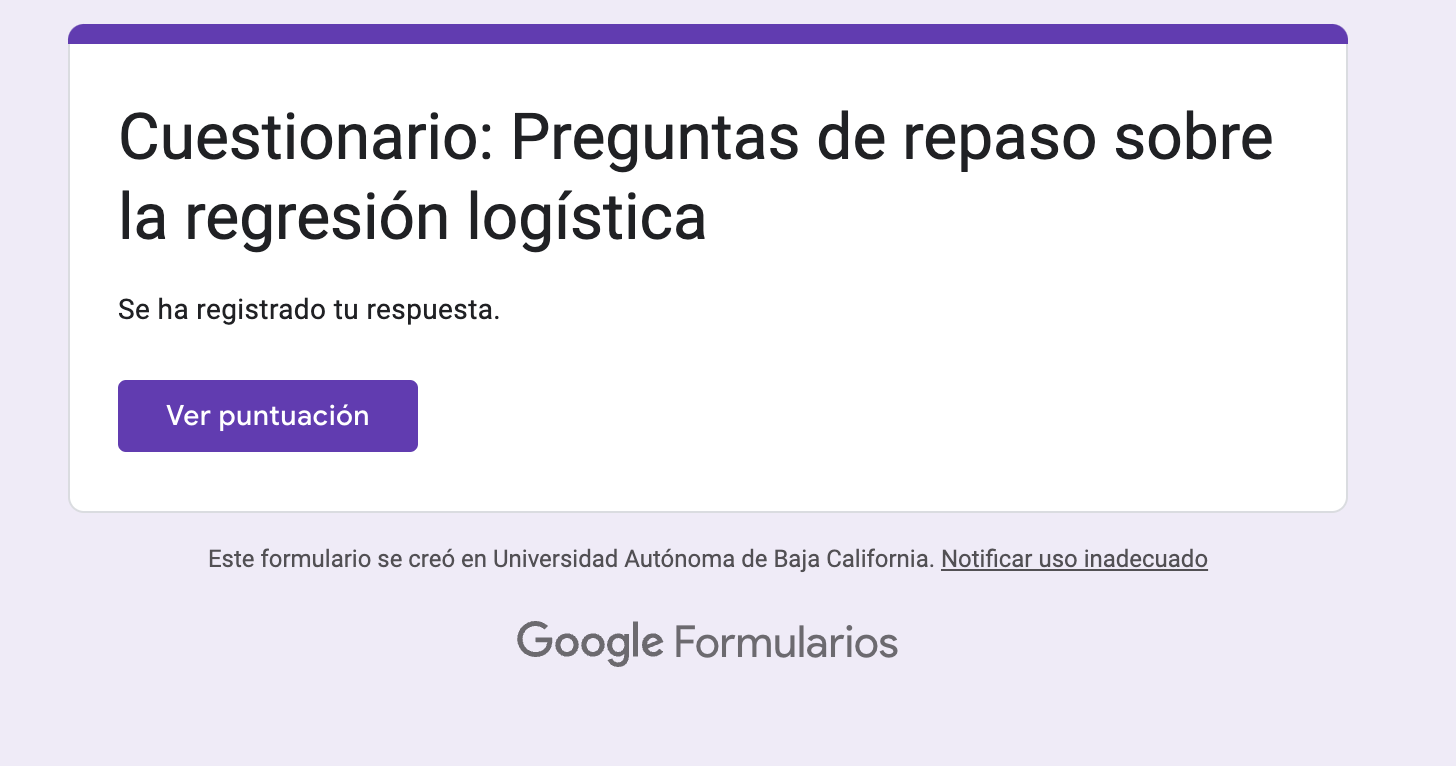 Cuestionario: Preguntas de repaso sobre
la regresión logística
Se ha registrado tu respuesta.
Ver puntuación
Este formulario se creó en Universidad Autónoma de Baja California. Notificar uso inadecuado
Google Formularios